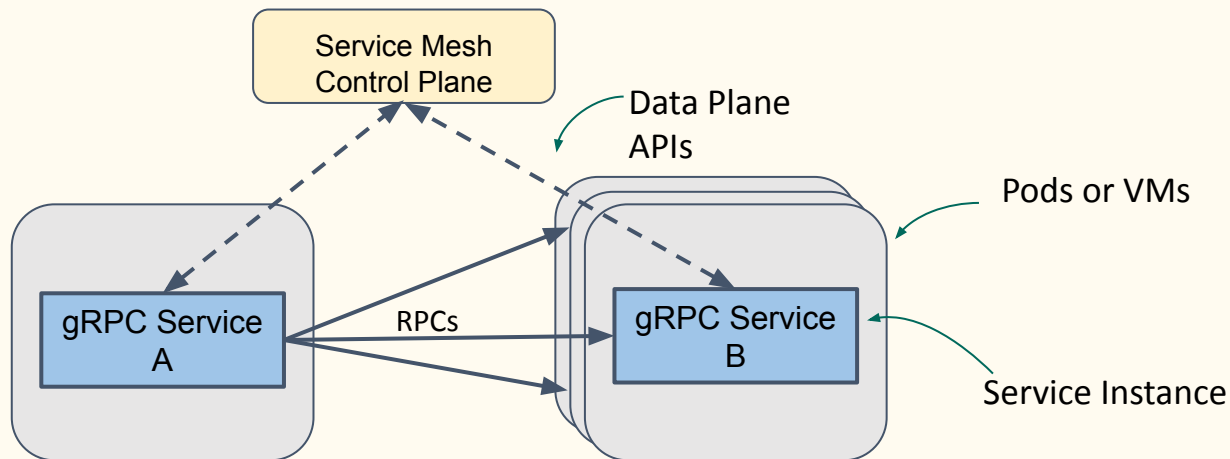 Service Mesh
Control Plane
Data Plane
APIs
Pods or VMs
gRPC Service
A
RPCs
gRPC Service
B
Service Instance